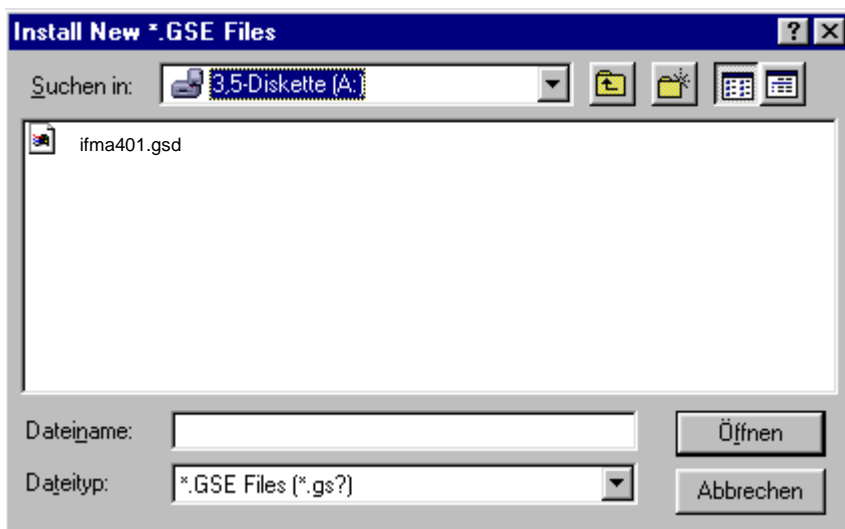 Install New *.GSE Files
Suchen in: 3,5-Diskette (A:)
ifma401.gsd
Dateiname: Öffnen
Dateityp: *.GSE Files (*.gs?) Abbrechen